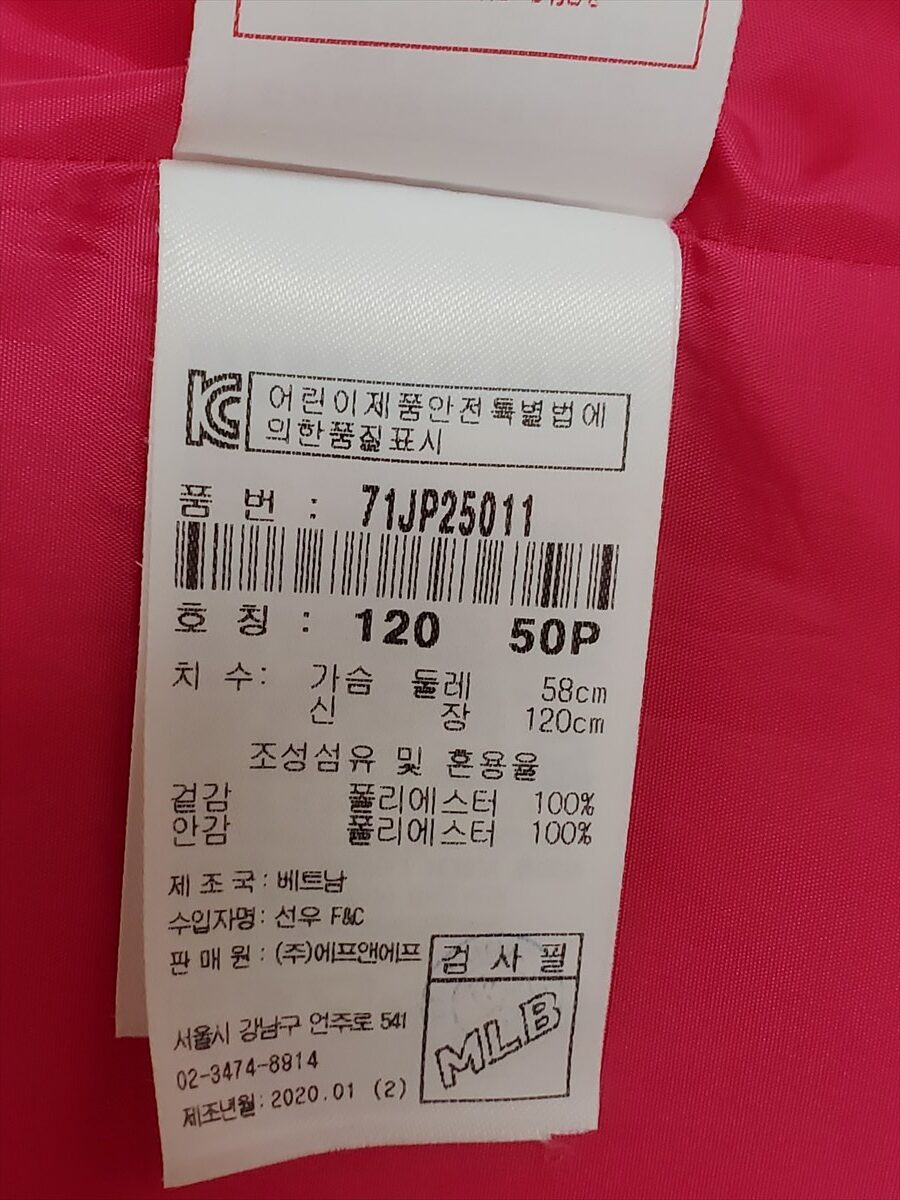 KC 어린이제품안전특별법에
의한품질표시
품 번 : 71JP25011
호 칭 : 120 50P
치 수: 가슴 둘레 58cm
신 장 120cm
조성섬유 및 혼용율
겉감 폴리에스터 100%
안감 폴리에스터 100%
제 조 국 : 베트남
수입자명 : 선우 F&C
판 매 원 : (주)에프앤에프
검 사 필
MLB
서울시 강남구 언주로 541
02-3474-8814
제조년월 : 2020.01 (2)